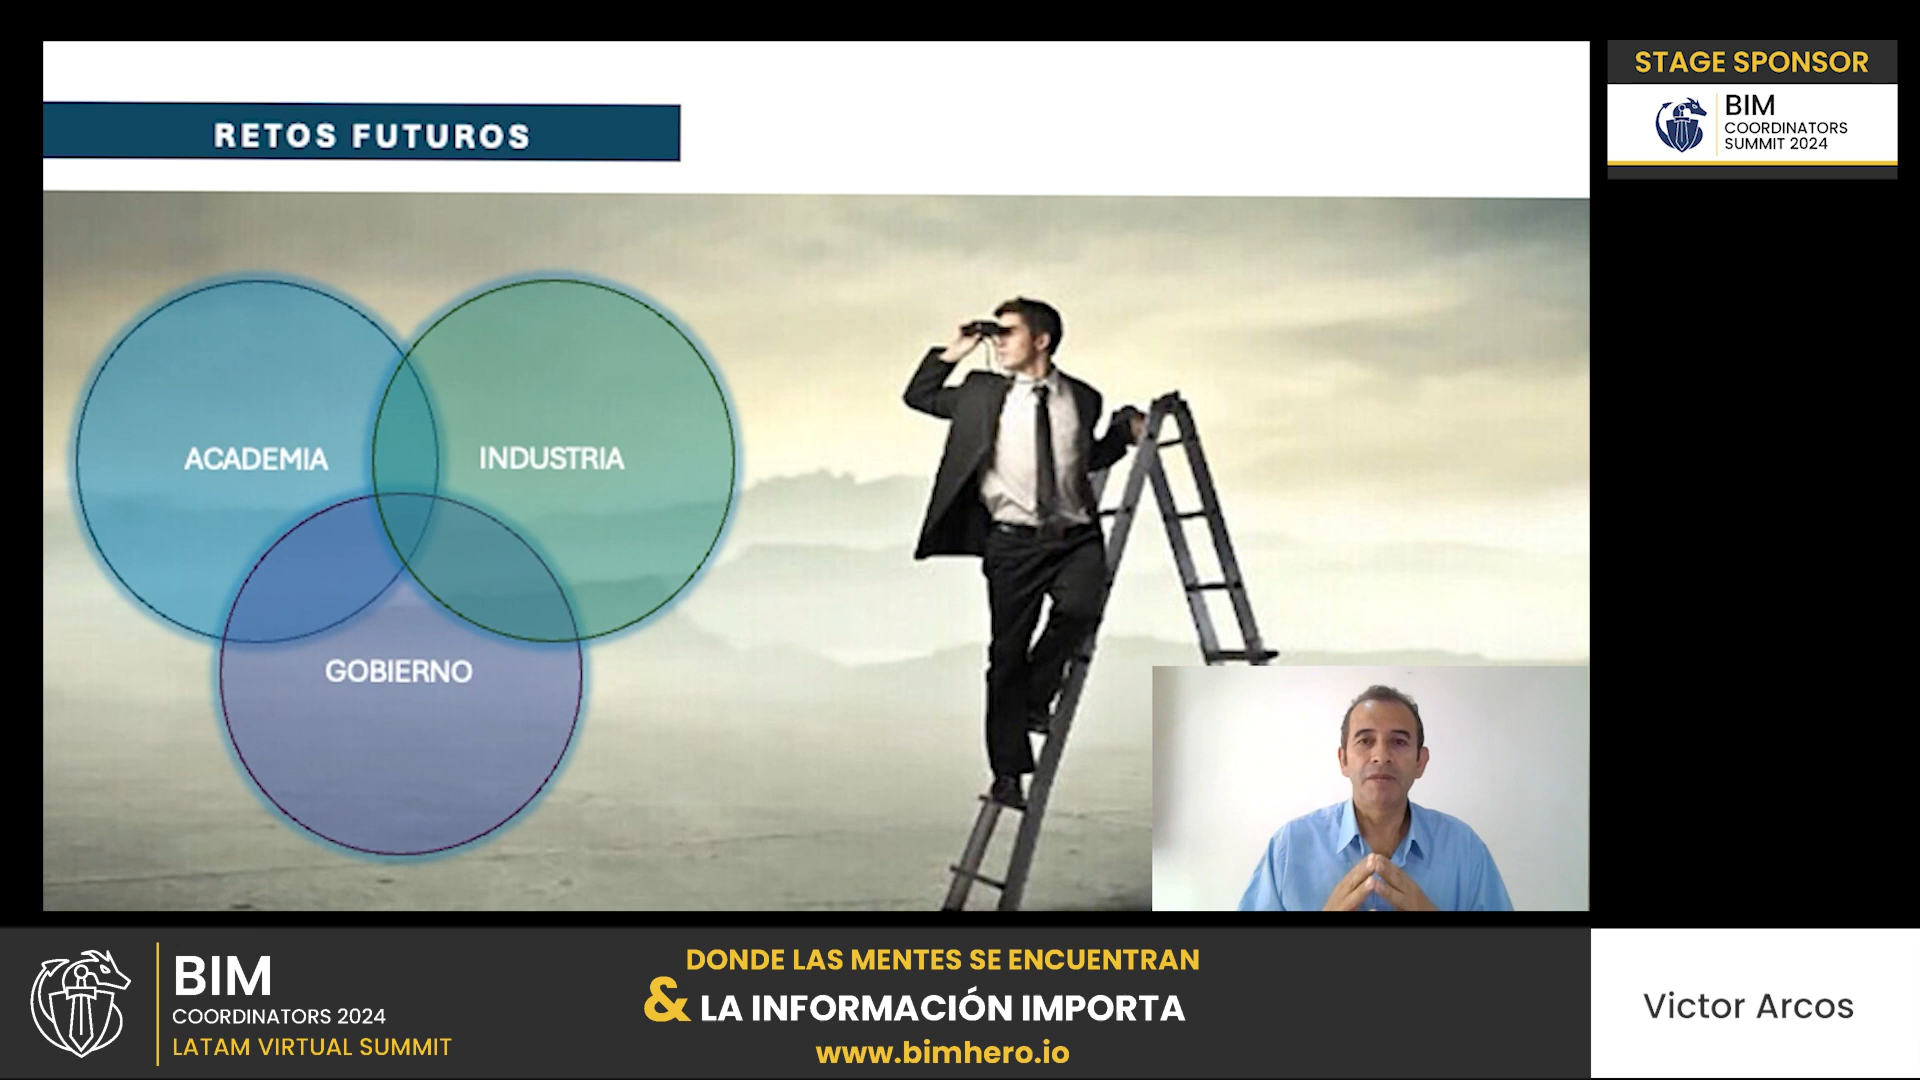 RETOS FUTUROS
ACADEMIA
INDUSTRIA
GOBIERNO
STAGE SPONSOR
BIM
COORDINATORS
SUMMIT 2024
BIM
COORDINATORS 2024
LATAM VIRTUAL SUMMIT
DONDE LAS MENTES SE ENCUENTRAN
& LA INFORMACIÓN IMPORTA
www.bimhero.io
Victor Arcos